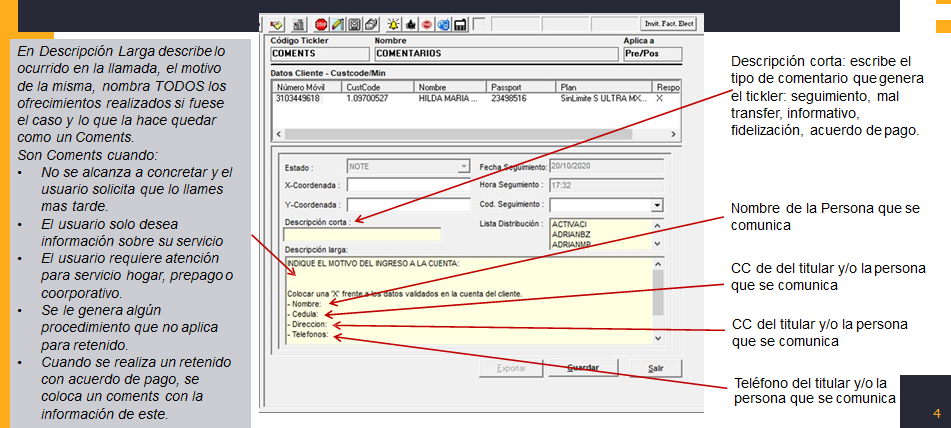 En Descripción Larga describe lo
ocurrido en la llamada, el motivo
de la misma, nombra TODOS los
ofrecimientos realizados si fuese
el caso y lo que la hace quedar
como un Coments.
Son Coments cuando:
• No se alcanza a concretar y el
usuario solicita que lo llames
mas tarde.
• El usuario solo desea
información sobre su servicio
• El usuario requiere atención
para servicio hogar, prepago o
coorporativo.
• Se le genera algún
procedimiento que no aplica
para retenido.
• Cuando se realiza un retenido
con acuerdo de pago, se
coloca un coments con la
información de este.
STOP
Invit. Fact. Elect
Código Tickler Nombre Aplica a
COMENTS COMENTARIOS Pre/Pos
Datos Cliente - Custcode/Min
Número Móvil CustCode Nombre Passport Plan Respo
3103449618 1.09700527 HILDA MARIA ... 23498516 SinLimite S ULTRA MX... X
Estado : NOTE Fecha Seguimiento: 20/10/2020
X-Coordenada : Hora Segumiento : 17:32
Y-Coordenada : Cod. Seguimiento :
Descripción corta : Lista Distribución : ACTIVACI
ADRIANBZ
ADRIANMP
Descripción larga:
INDIQUE EL MOTIVO DEL INGRESO A LA CUENTA:
Colocar una 'X' frente a los datos validados en la cuenta del cliente.
- Nombre:
- Cedula:
- Direccion:
- Telefonos:
Exportar Guardar Salir
Descripción corta: escribe el
tipo de comentario que genera
el tickler: seguimiento, mal
transfer, informativo,
fidelización, acuerdo de pago.
Nombre de la Persona que se
comunica
CC de del titular y/o la persona
que se comunica
CC del titular y/o la persona
que se comunica
Teléfono del titular y/o la
persona que se comunica
4